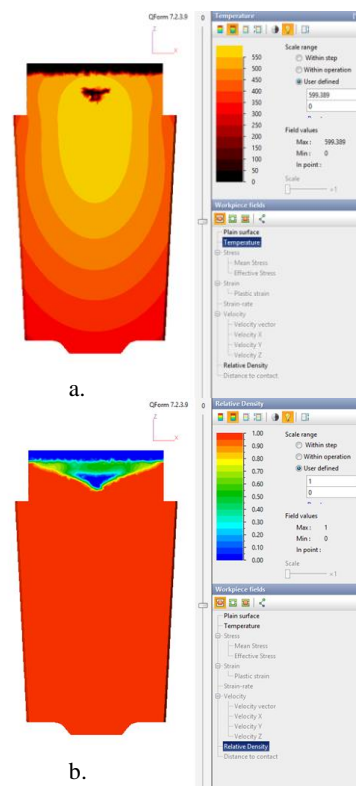 QForm 7.2.3.9
Z
X
0
Temperature
550
500
450
400
350
300
250
200
150
100
50
0
Scale range
Within step
Within operation
User defined
599.389
0
Field values
Max : 599.389
Min : 0
In point :
Scale
×1
Workpiece fields
Plain surface
Temperature
Stress
Mean Stress
Effective Stress
Strain
Plastic strain
Strain-rate
Velocity
Velocity vector
Velocity X
Velocity Y
Velocity Z
Relative Density
Distance to contact
a.
QForm 7.2.3.9
Z
X
0
Relative Density
1.00
0.90
0.80
0.70
0.60
0.50
0.40
0.30
0.20
0.10
0.00
Scale range
Within step
Within operation
User defined
1
0
Field values
Max : 1
Min : 0
In point :
Scale
×1
Workpiece fields
Plain surface
Temperature
Stress
Mean Stress
Effective Stress
Strain
Plastic strain
Strain-rate
Velocity
Velocity vector
Velocity X
Velocity Y
Velocity Z
Relative Density
Distance to contact
b.